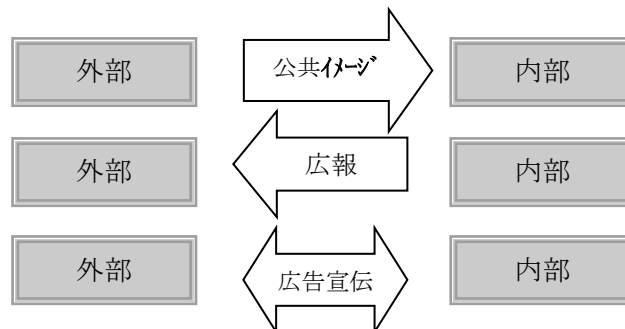 外部 公共ｲﾒｰｼﾞ 内部
外部 広報 内部
外部 広告宣伝 内部